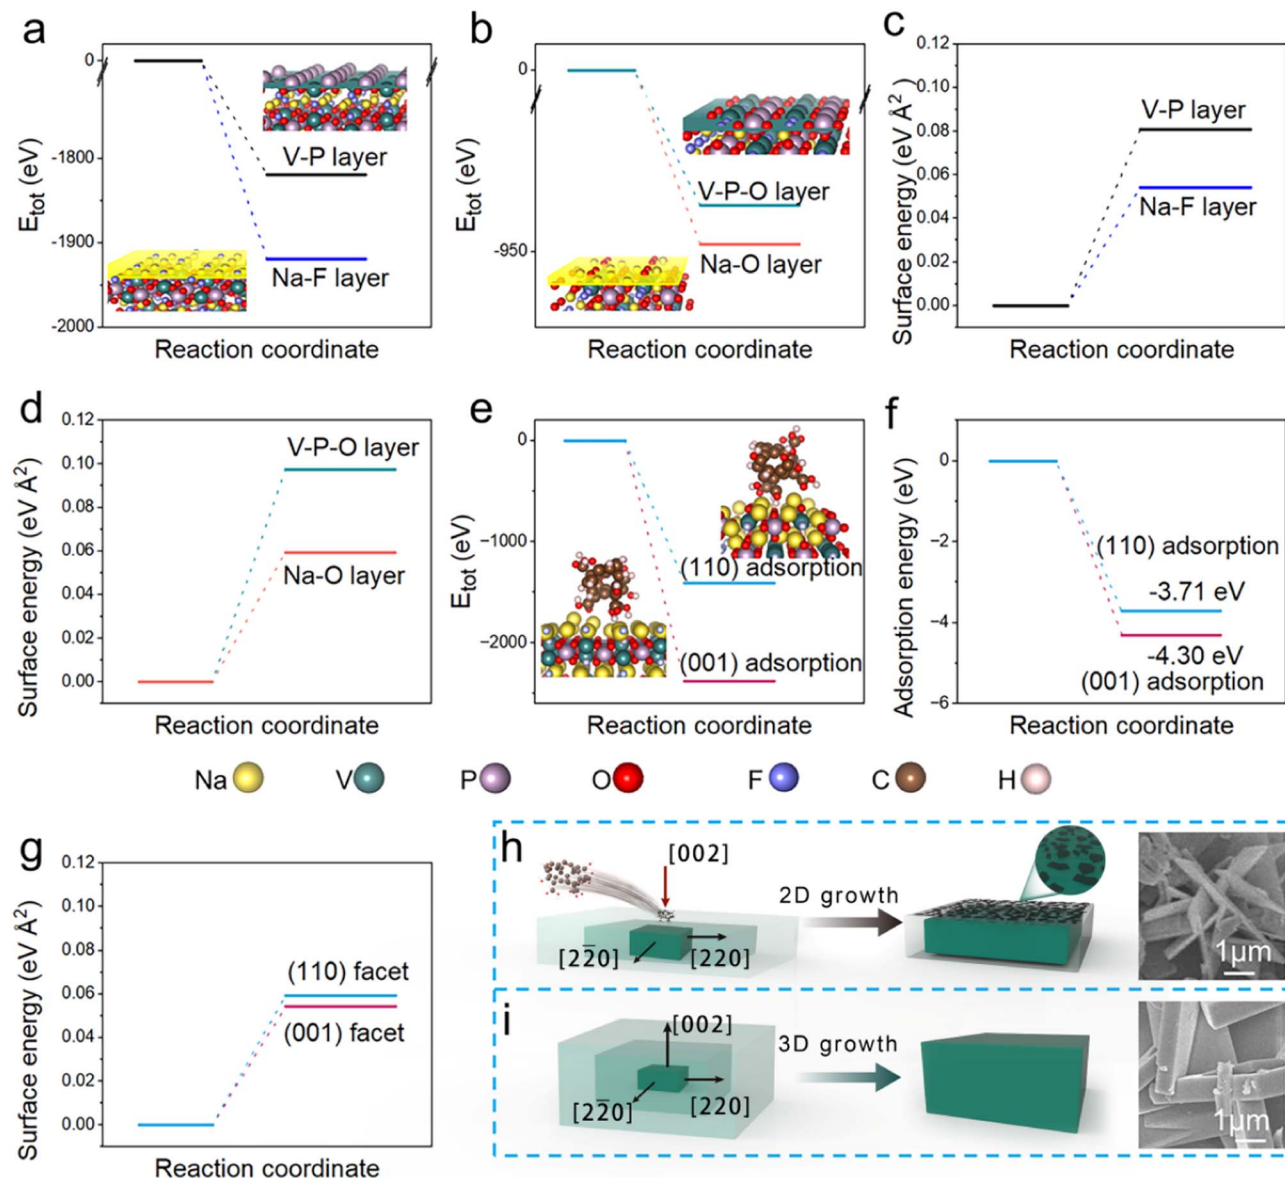 a
0
-1800
-1900
-2000
E_tot (eV)
V-P layer
Na-F layer
Reaction coordinate
b
0
-950
E_tot (eV)
V-P-O layer
Na-O layer
Reaction coordinate
c
0.12
0.10
0.08
0.06
0.04
0.02
0.00
Surface energy (eV Å²)
V-P layer
Na-F layer
Reaction coordinate
d
0.12
0.10
0.08
0.06
0.04
0.02
0.00
Surface energy (eV Å²)
V-P-O layer
Na-O layer
Reaction coordinate
e
0
−1000
−2000
E_tot (eV)
(110) adsorption
(001) adsorption
Reaction coordinate
f
0
−2
−4
−6
Adsorption energy (eV)
(110) adsorption
-3.71 eV
-4.30 eV
(001) adsorption
Reaction coordinate
Na V P O F C H
g
0.12
0.10
0.08
0.06
0.04
0.02
0.00
Surface energy (eV Å²)
(110) facet
(001) facet
Reaction coordinate
h
[002]
[22̅0]
[220]
2D growth
1μm
i
[002]
[22̅0]
[220]
3D growth
1μm